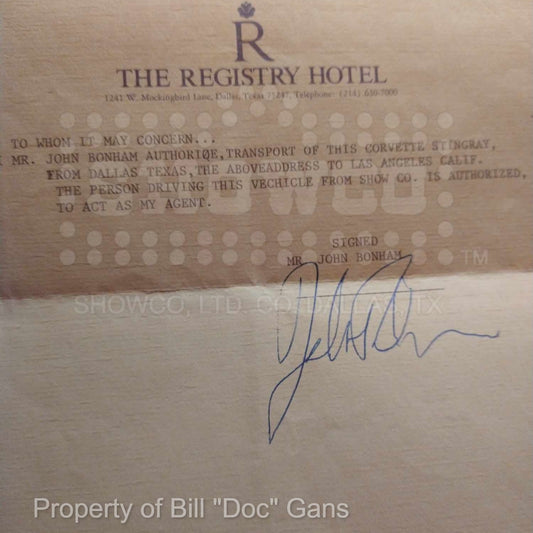 R
THE REGISTRY HOTEL
1241 W. Mockingbird Lane, Dallas, Texas 75247, Telephone: (214) 630-7000
TO WHOM IT MAY CONCERN...
MR. JOHN BONHAM AUTHORIØE,TRANSPORT OF THIS CORVETTE STINGRAY,
FROM DALLAS TEXAS,THE ABOVEADDRESS TO LAS ANGELES CALIF.
THE PERSON DRIVING THIS VECHICLE FROM SHOW CO. IS AUTHORIZED,
TO ACT AS MY AGENT.
SHOWCO.
SIGNED
MR. JOHN BONHAM
TM
SHOWCO, LTD. CO. DALLAS, TX
Property of Bill "Doc" Gans